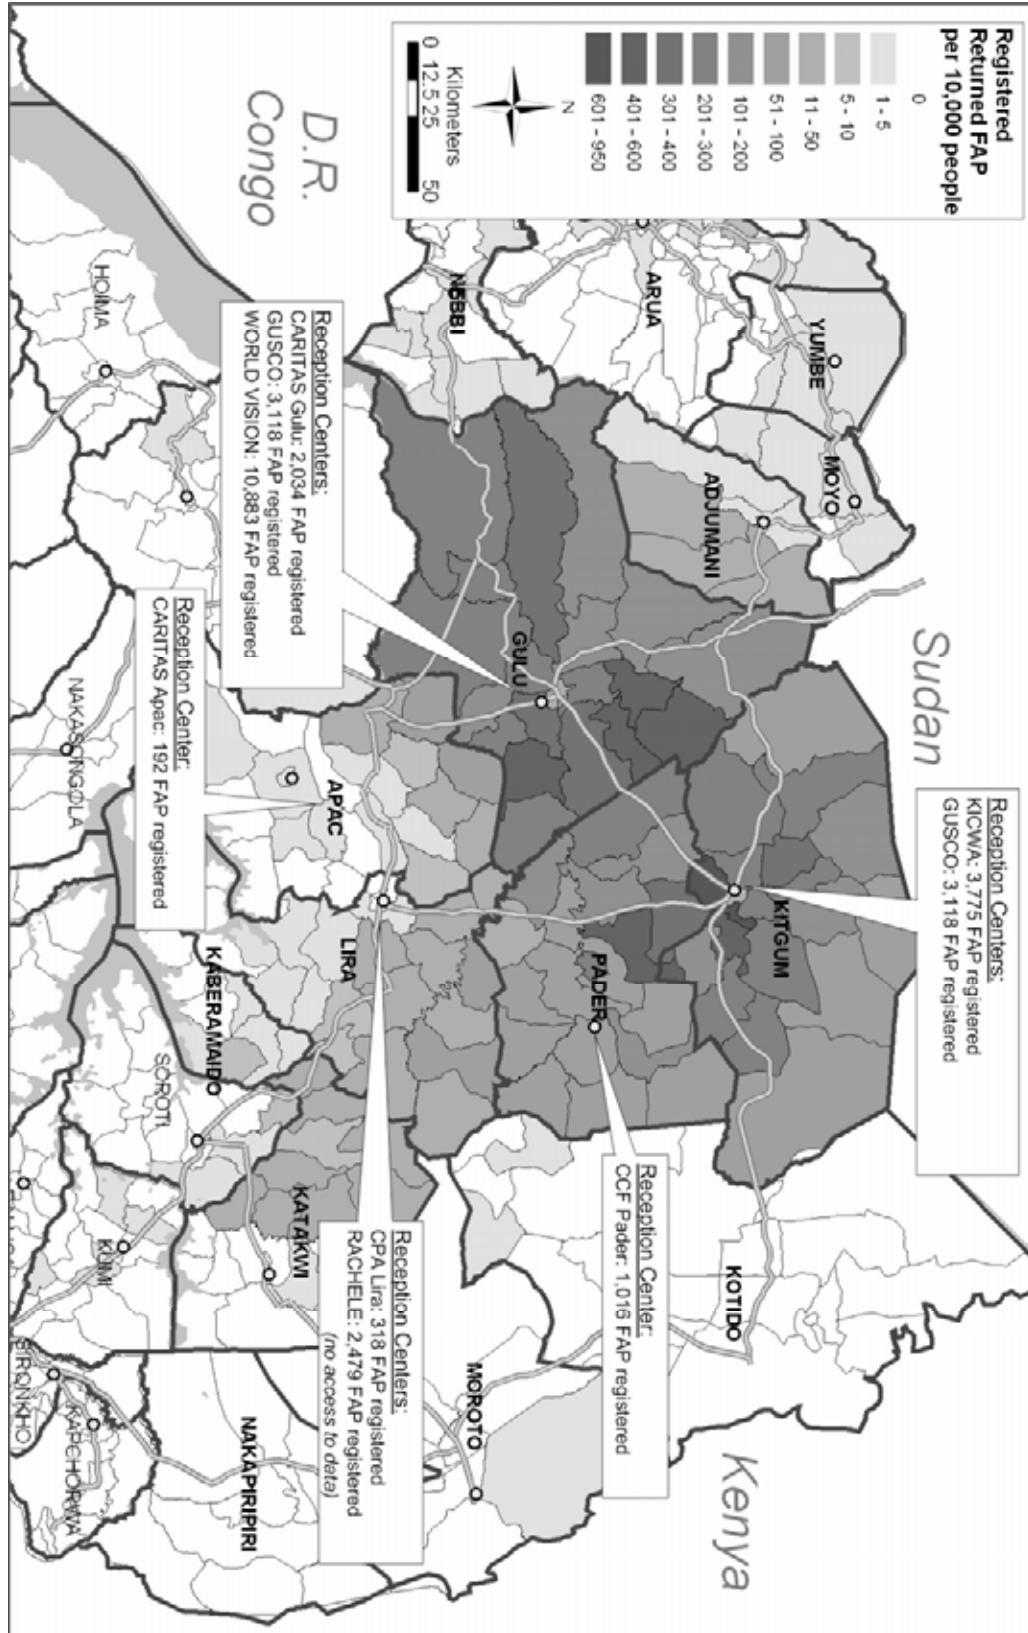 Registered
Returned FAP
per 10,000 people
0
1 - 5
5 - 10
11 - 50
51 - 100
101 - 200
201 - 300
301 - 400
401 - 600
601 - 950
N
Kilometers
0 12.5 25 50
Sudan
D.R.
Congo
Kenya
Reception Centers:
KICWA: 3,775 FAP registered
GUSCO: 3,118 FAP registered
YUMBE
MOYO
ARUA
ADJUMANI
NEBBI
KITGUM
KOTIDO
GULU
PADER
Reception Center:
CCF Pader: 1,016 FAP registered
Reception Centers:
CARITAS Gulu: 2,034 FAP registered
GUSCO: 3,118 FAP registered
WORLD VISION: 10,883 FAP registered
MOROTO
APAC
LIRA
Reception Centers:
CPA Lira: 318 FAP registered
RACHELE: 2,479 FAP registered
(no access to data)
KATAKWI
KABERAMAIDO
SOROTI
NAKAPIRIPIRI
Reception Center:
CARITAS Apac: 192 FAP registered
HOIMA
NAKASONGOLA
KUMI
KAPCHORWA
SIRONKHO